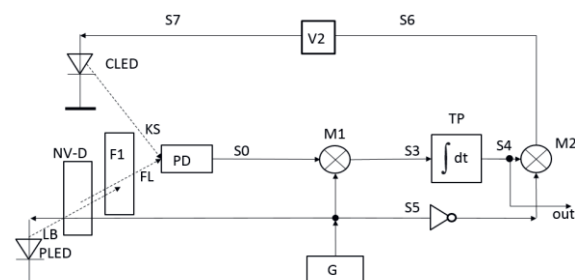 S7
S6
V2
CLED
KS
M1
TP
M2
NV-D
F1
PD
S0
S3
∫ dt
S4
FL
out
S5
LB
PLED
G